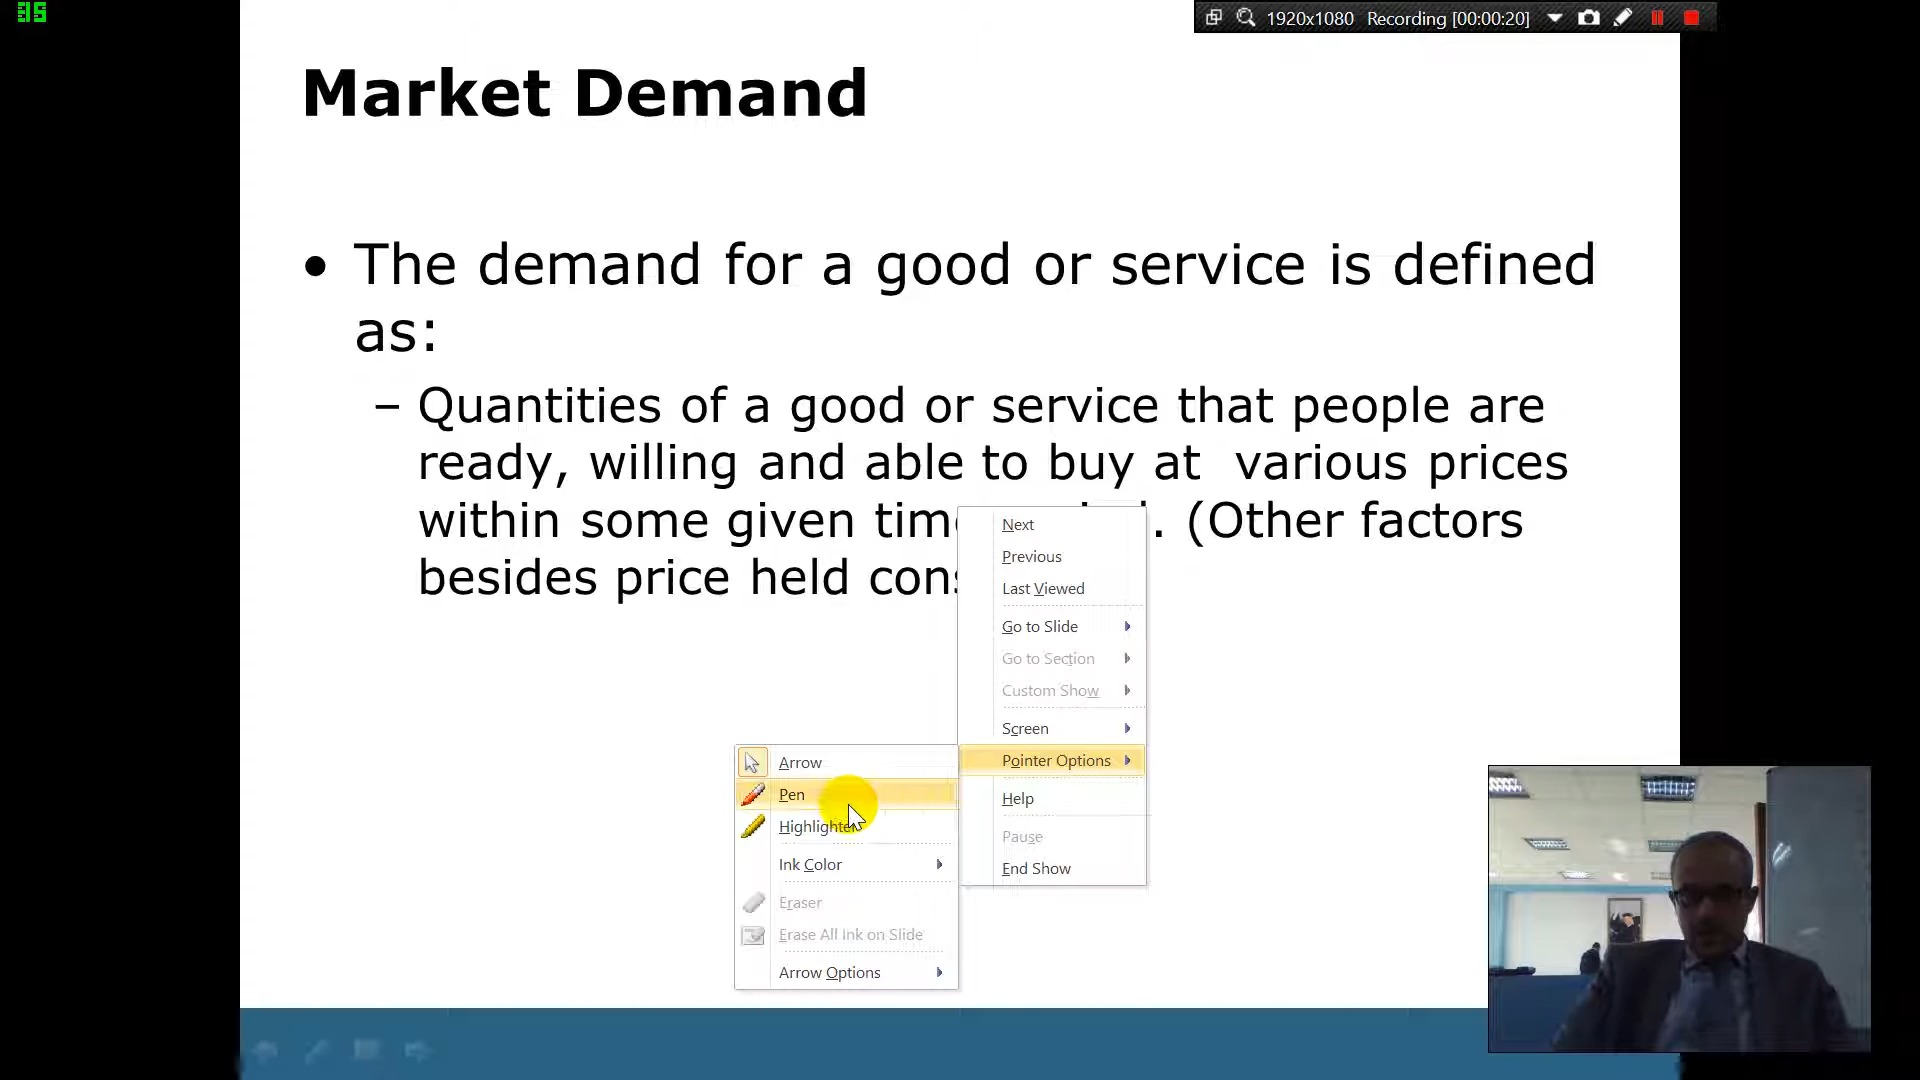 35
1920x1080 Recording [00:00:20]
Market Demand
• The demand for a good or service is defined
as:
– Quantities of a good or service that people are
ready, willing and able to buy at various prices
within some given . (Other factors
besides price held
Next
Previous
Last Viewed
Go to Slide
Go to Section
Custom Show
Screen
Pointer Options
Help
Pause
End Show
Arrow
Pen
Highlighter
Ink Color
Eraser
Erase All Ink on Slide
Arrow Options